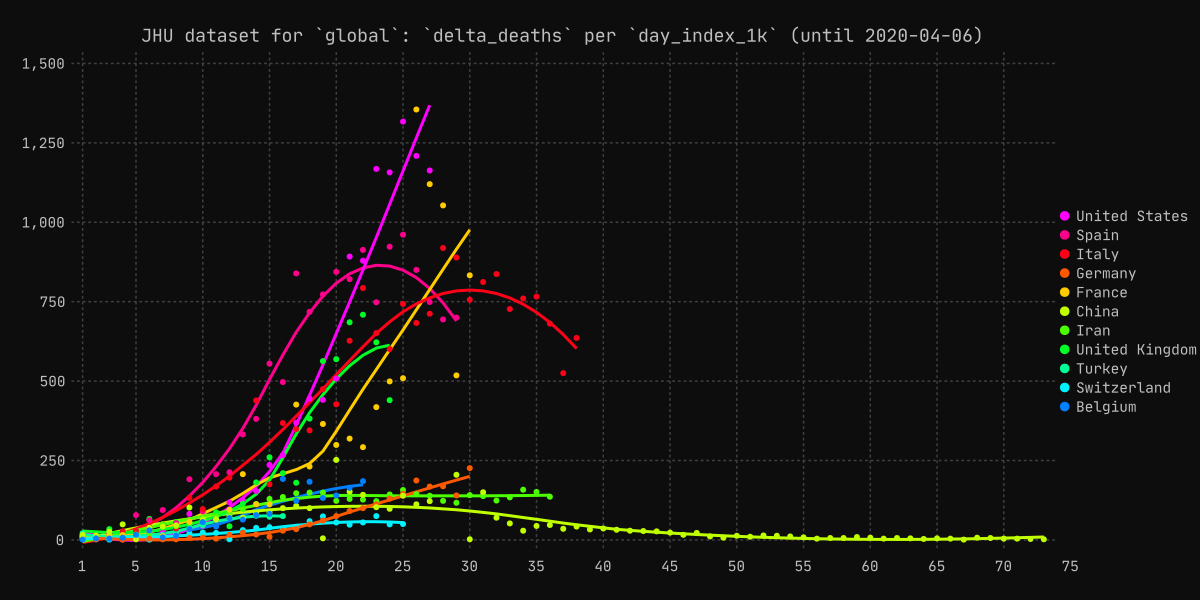 JHU dataset for `global`: `delta_deaths` per `day_index_1k` (until 2020-04-06)
1,500
1,250
1,000
750
500
250
0
1 5 10 15 20 25 30 35 40 45 50 55 60 65 70 75
United States
Spain
Italy
Germany
France
China
Iran
United Kingdom
Turkey
Switzerland
Belgium